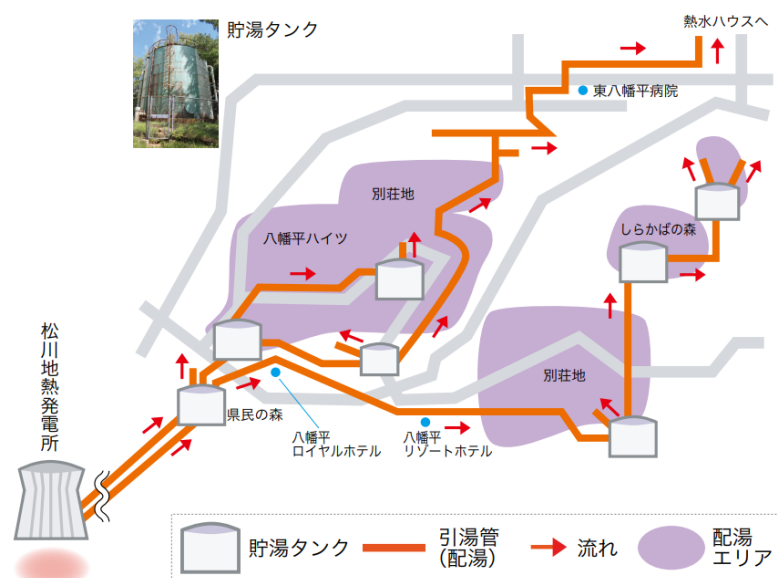 貯湯タンク
熱水ハウスへ
東八幡平病院
別荘地
八幡平ハイツ
しらかばの森
松川地熱発電所
別荘地
県民の森
八幡平
ロイヤルホテル
八幡平
リゾートホテル
貯湯タンク
引湯管
(配湯)
流れ
配湯
エリア